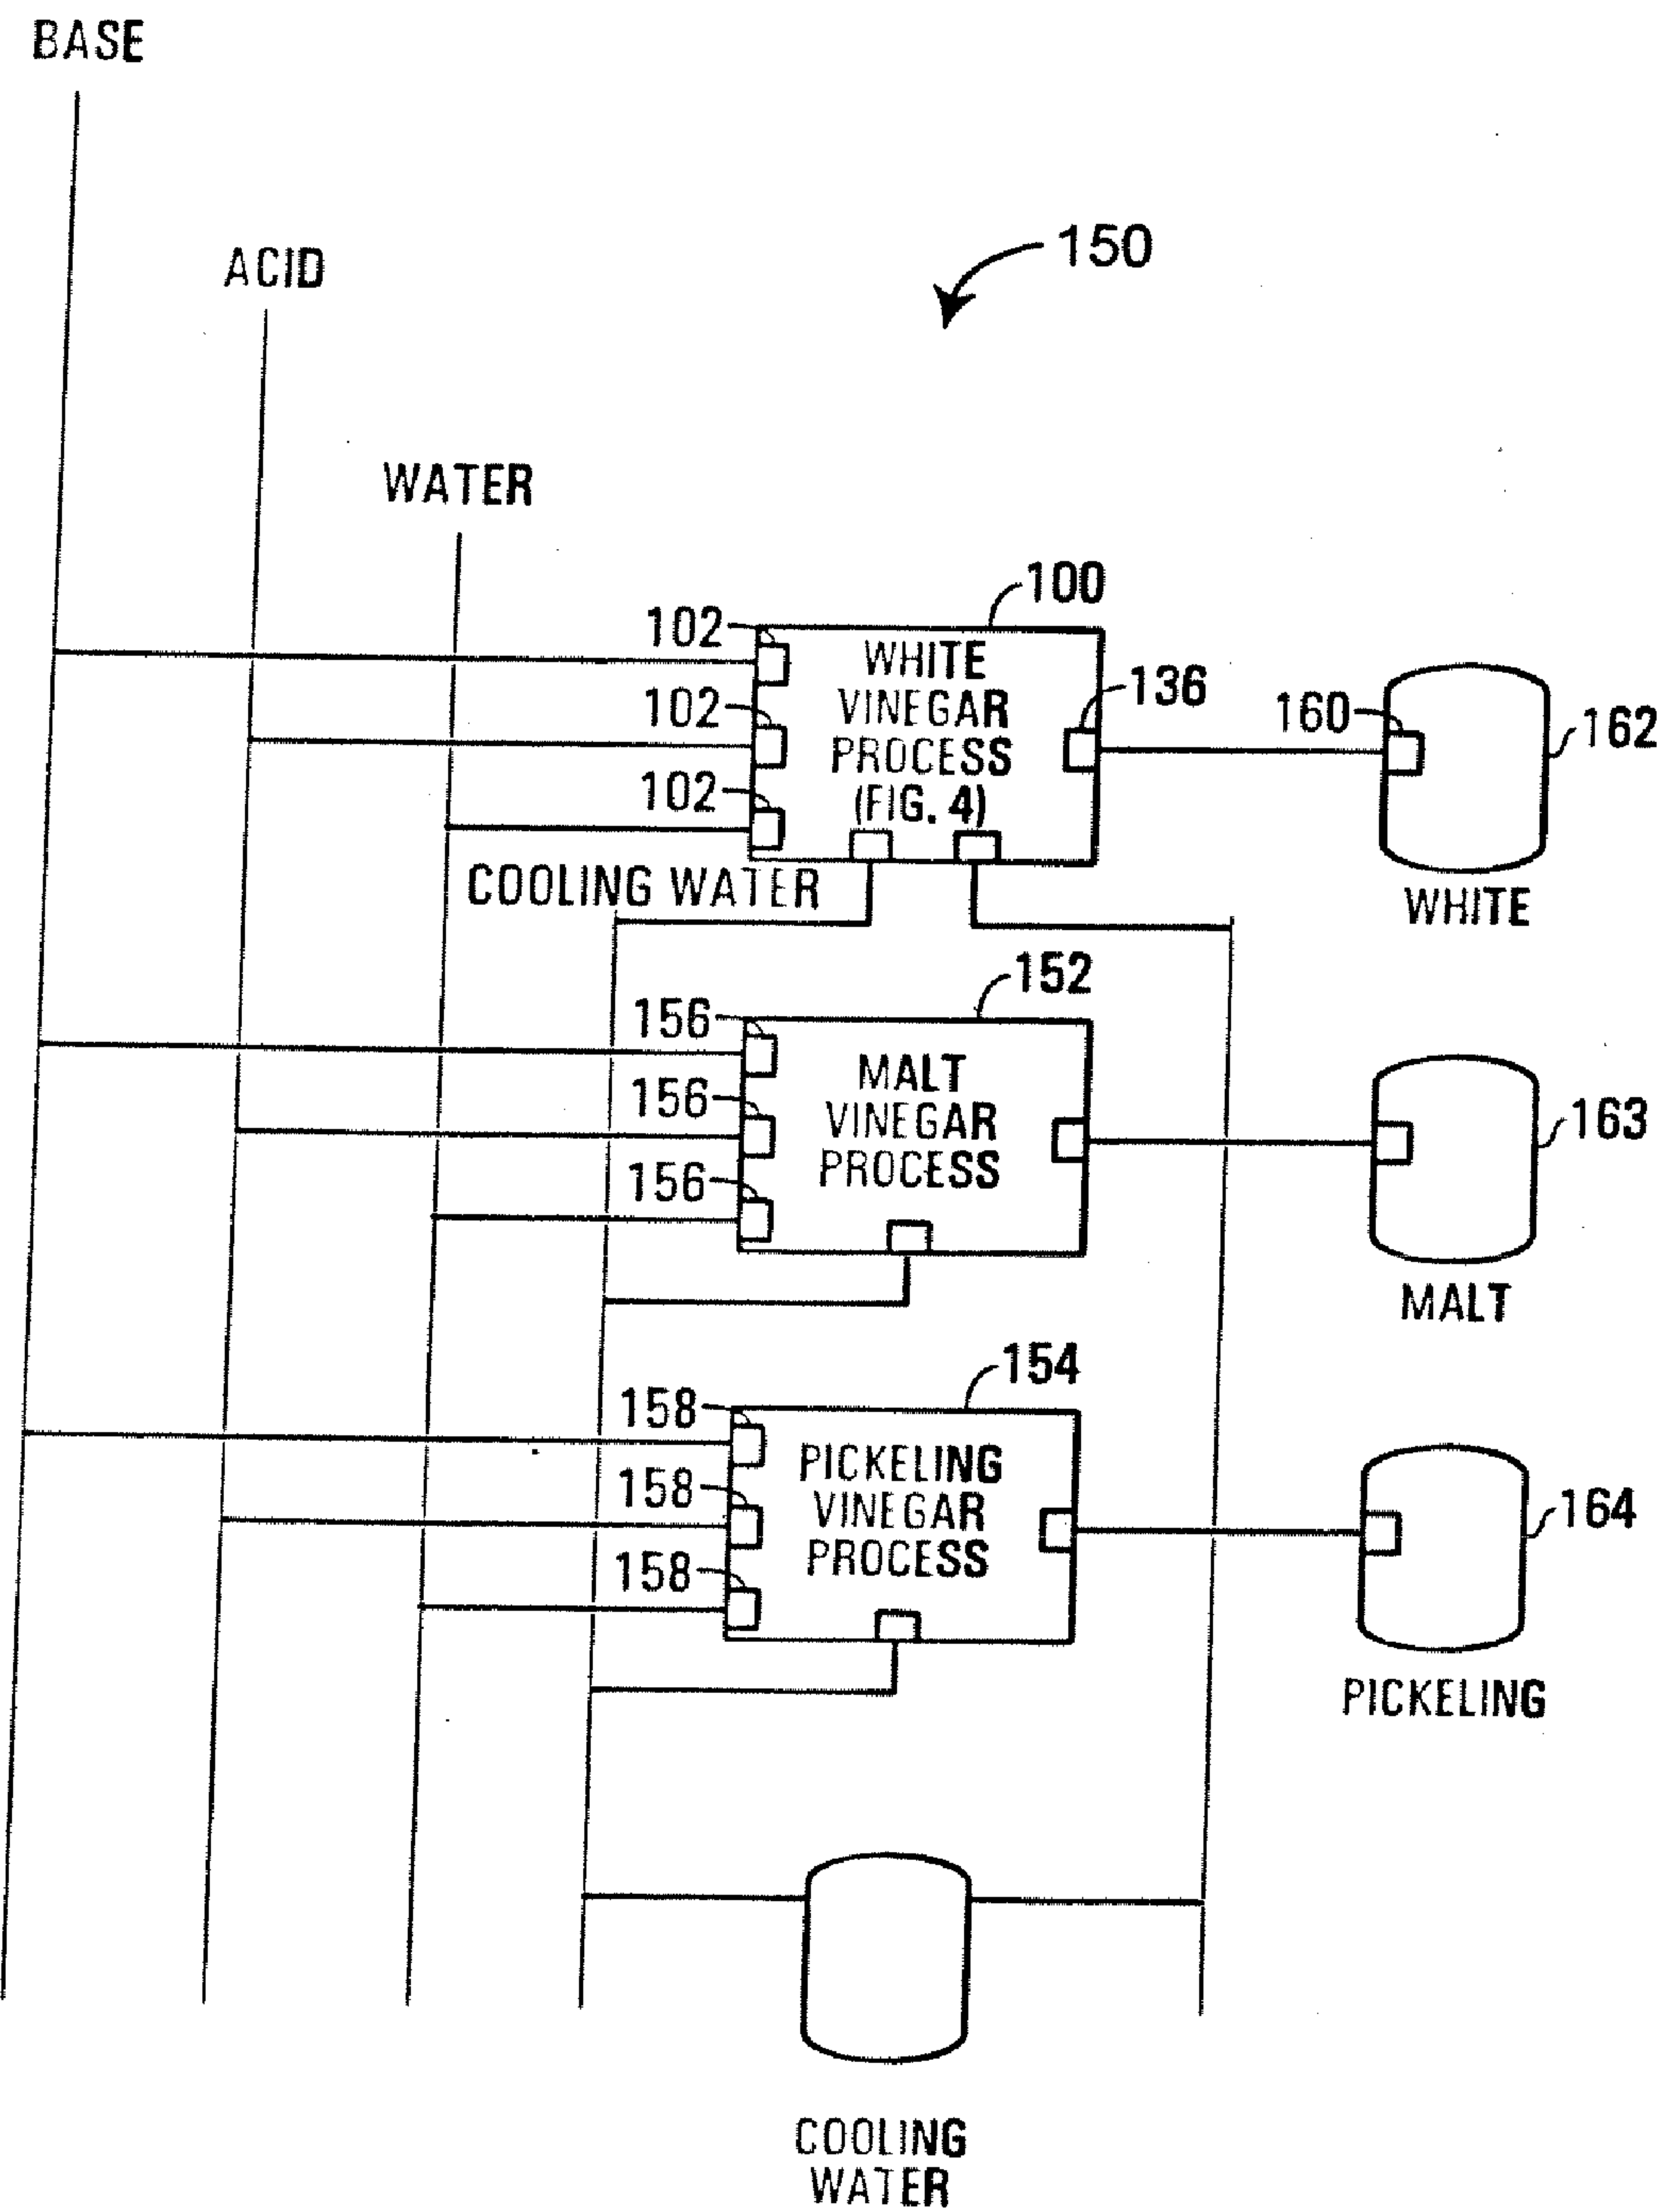 BASE
ACID
150
WATER
100
102
WHITE
VINEGAR
PROCESS
(FIG. 4)
102
102
136
160
162
WHITE
COOLING WATER
152
156
156
156
MALT
VINEGAR
PROCESS
163
MALT
154
158
158
158
PICKELING
VINEGAR
PROCESS
164
PICKELING
COOLING
WATER